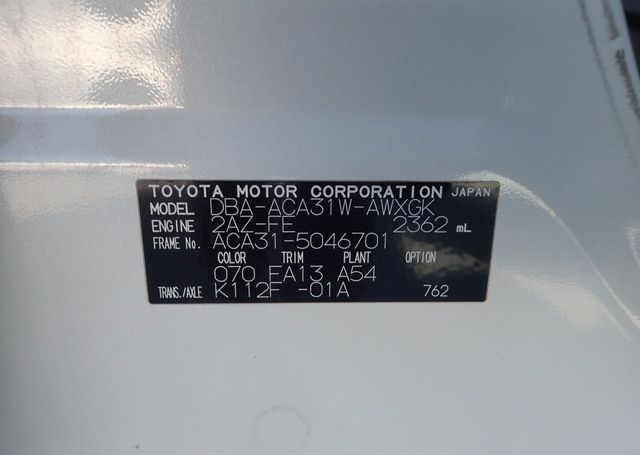 TOYOTA MOTOR CORPORATION JAPAN
MODEL DBA-ACA31W-AWXGK
ENGINE 2AZ-FE 2362 mL
FRAME No. ACA31-5046701
COLOR TRIM PLANT OPTION
070 FA13 A54
TRANS./AXLE K112F -01A 762